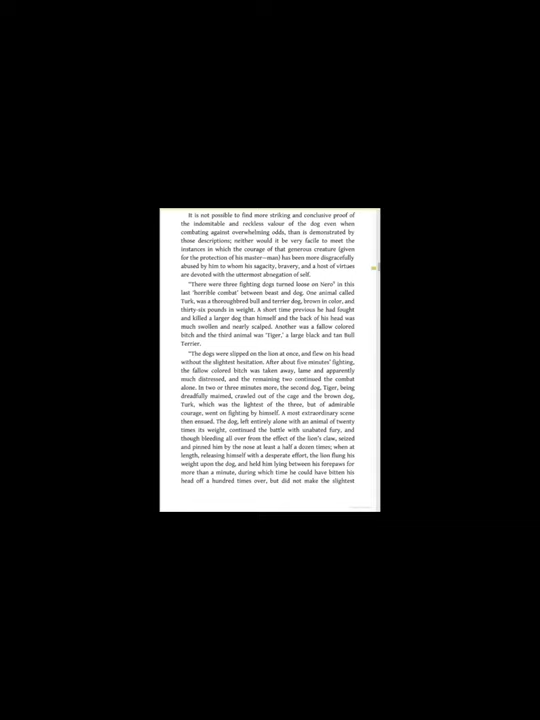 It is not possible to find more striking and conclusive proof of
the indomitable and reckless valour of the dog even when
combating against overwhelming odds, than is demonstrated by
those descriptions; neither would it be very facile to meet the
instances in which the courage of that generous creature (given
for the protection of his master—man) has been more disgracefully
abused by him to whom his sagacity, bravery, and a host of virtues
are devoted with the uttermost abnegation of self.
"There were three fighting dogs turned loose on Nero" in this
last 'horrible combat' between beast and dog. One animal called
Turk, was a thoroughbred bull and terrier dog, brown in color, and
thirty-six pounds in weight. A short time previous he had fought
and killed a larger dog than himself and the back of his head was
much swollen and nearly scalped. Another was a fallow colored
bitch and the third animal was 'Tiger,' a large black and tan Bull
Terrier.
"The dogs were slipped on the lion at once, and flew on his head
without the slightest hesitation. After about five minutes' fighting,
the fallow colored bitch was taken away, lame and apparently
much distressed, and the remaining two continued the combat
alone. In two or three minutes more, the second dog, Tiger, being
dreadfully maimed, crawled out of the cage and the brown dog,
Turk, which was the lightest of the three, but of admirable
courage, went on fighting by himself. A most extraordinary scene
then ensued. The dog, left entirely alone with an animal of twenty
times its weight, continued the battle with unabated fury, and
though bleeding all over from the effect of the lion's claw, seized
and pinned him by the nose at least a half a dozen times; when at
length, releasing himself with a desperate effort, the lion flung his
weight upon the dog, and held him lying between his forepaws for
more than a minute, during which time he could have bitten his
head off a hundred times over, but did not make the slightest